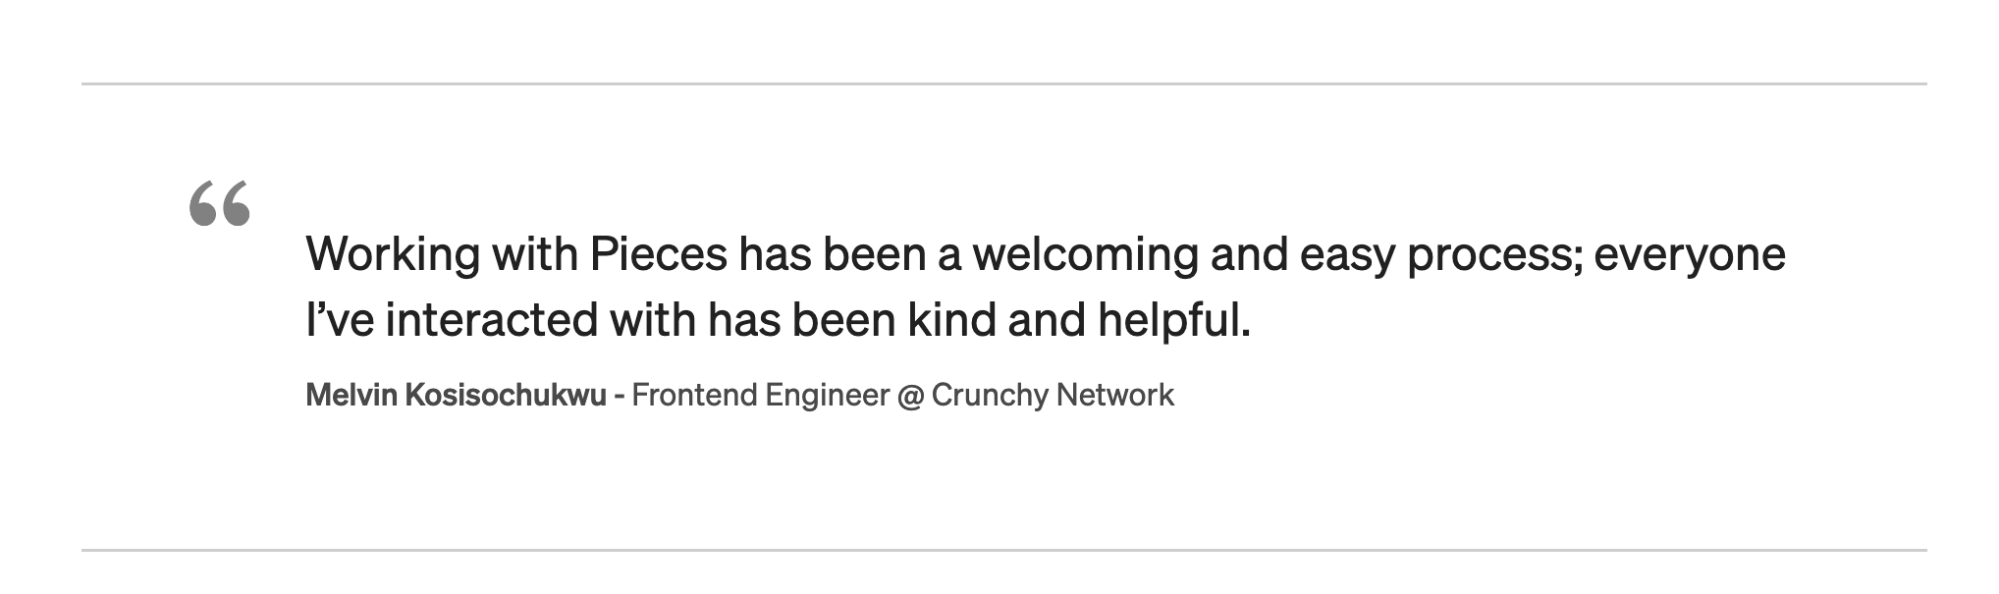 “
Working with Pieces has been a welcoming and easy process; everyone
I’ve interacted with has been kind and helpful.
Melvin Kosisochukwu - Frontend Engineer @ Crunchy Network